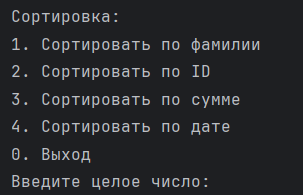 Сортировка:
1. Сортировать по фамилии
2. Сортировать по ID
3. Сортировать по сумме
4. Сортировать по дате
0. Выход
Введите целое число: